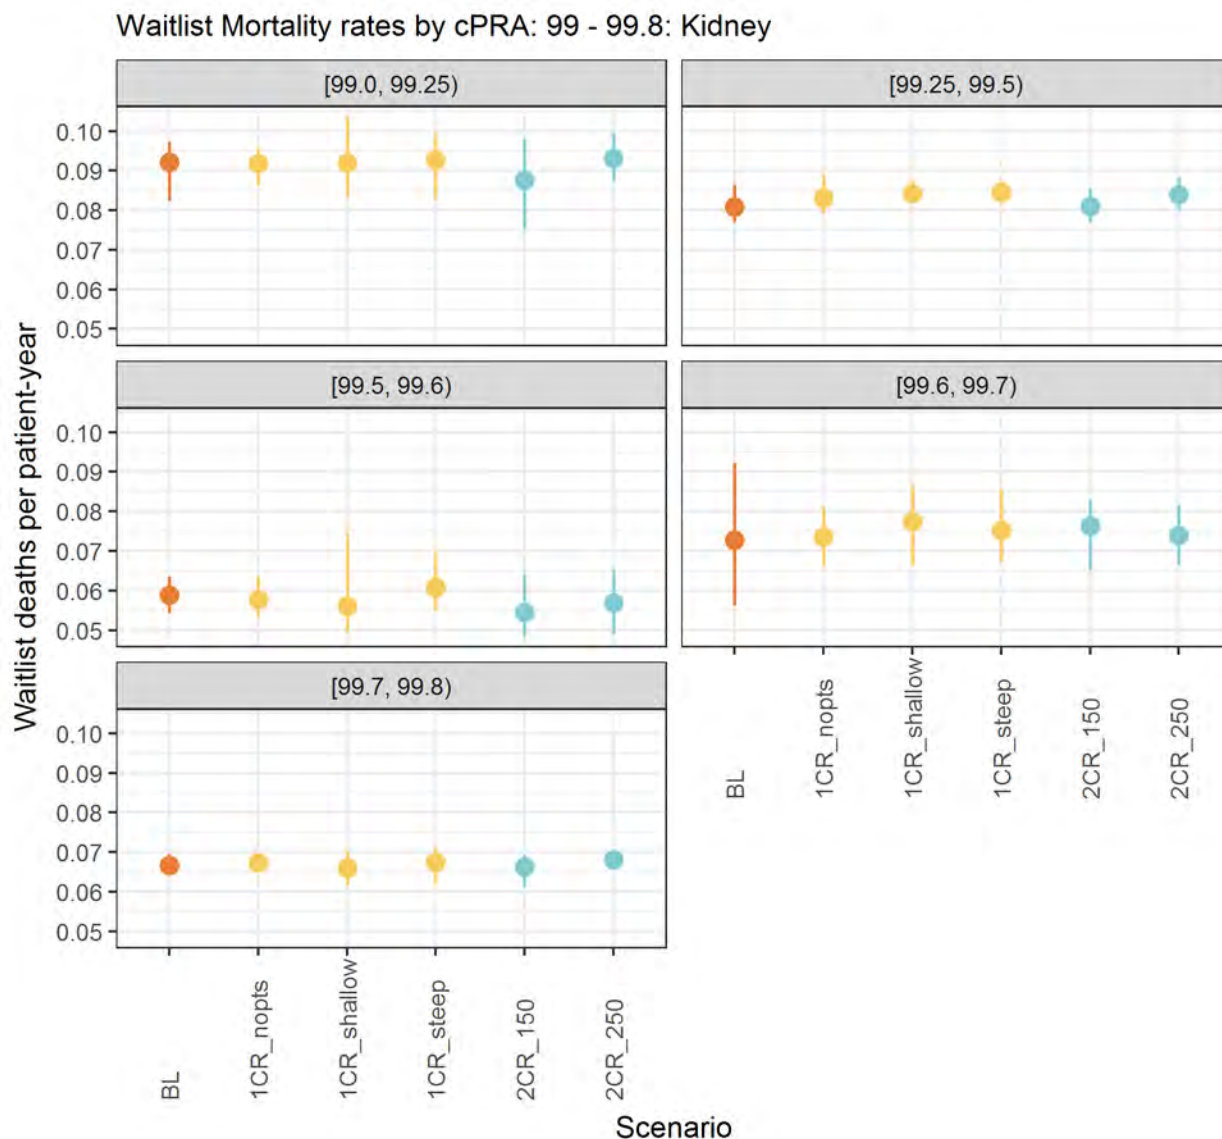 Waitlist Mortality rates by cPRA: 99 - 99.8: Kidney
[99.0, 99.25)
[99.25, 99.5)
0.10
0.09
0.08
0.07
0.06
0.05
[99.5, 99.6)
[99.6, 99.7)
0.10
0.09
0.08
0.07
0.06
0.05
BL
1CR_nopts
1CR_shallow
1CR_steep
2CR_150
2CR_250
[99.7, 99.8)
0.10
0.09
0.08
0.07
0.06
0.05
BL
1CR_nopts
1CR_shallow
1CR_steep
2CR_150
2CR_250
Waitlist deaths per patient-year
Scenario